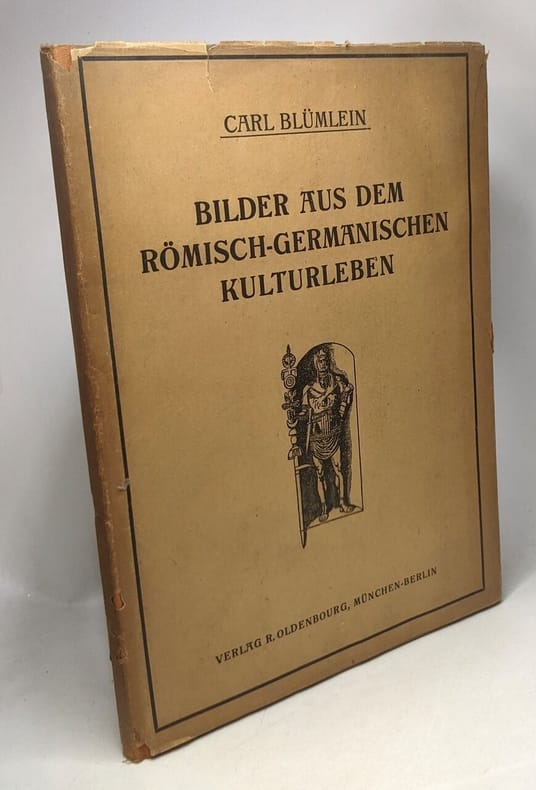 CARL BLÜMLEIN
BILDER AUS DEM
RÖMISCH-GERMANISCHEN
KULTURLEBEN
VERLAG R. OLDENBOURG, MÜNCHEN-BERLIN